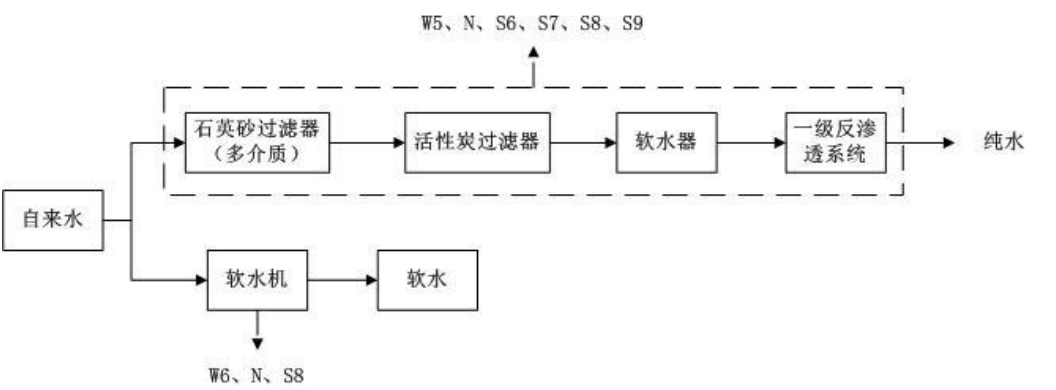 W5、N、S6、S7、S8、S9
石英砂过滤器
（多介质）
活性炭过滤器
软水器
一级反渗
透系统
纯水
自来水
软水机
软水
W6、N、S8